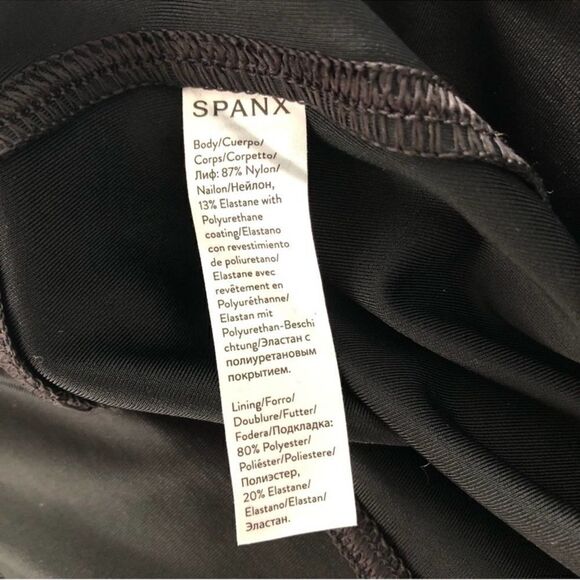 SPANX
Body/Cuerpo/
Corps/Corpetto/
Лиф: 87% Nylon/
Nailon/Нейлон,
13% Elastane with
Polyurethane
coating/Elastano
con revestimiento
de poliuretano/
Elastane avec
revêtement en
Polyuréthanne/
Elastan mit
Polyurethan-Beschi
chtung/Эластан с
полиуретановым
покрытием.
Lining/Forro/
Doublure/Futter/
Fodera/Подкладка:
80% Polyester/
Poliéster/Poliestere/
Полиэстер,
20% Elastane/
Elastano/Elastan/
Эластан.